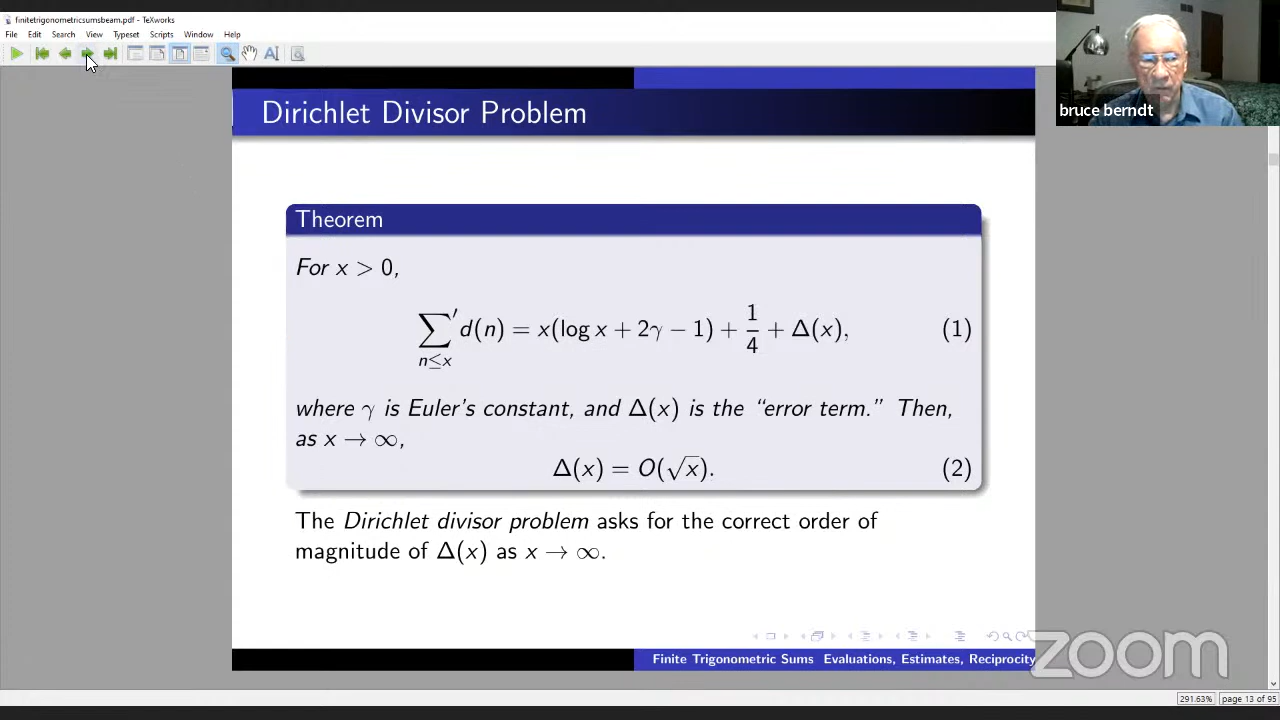 finitetrigonometricsumsbeam.pdf - TeXworks
File Edit Search View Typeset Scripts Window Help
bruce berndt
Dirichlet Divisor Problem
Theorem
For x > 0,
∑′ d(n) = x(log x + 2γ − 1) + 1/4 + Δ(x), (1)
n≤x
where γ is Euler's constant, and Δ(x) is the “error term.” Then,
as x → ∞,
Δ(x) = O(√x). (2)
The Dirichlet divisor problem asks for the correct order of
magnitude of Δ(x) as x → ∞.
Finite Trigonometric Sums Evaluations, Estimates, Reciprocity
zoom
291.63% page 13 of 95